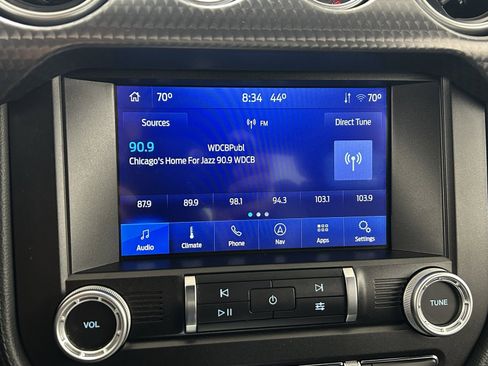 70° 8:34 44° 70°
Sources FM Direct Tune
90.9 WDCBPubl
Chicago's Home For Jazz 90.9 WDCB
87.9 89.9 98.1 94.3 103.1 103.9
Audio Climate Phone Nav Apps Settings
VOL TUNE